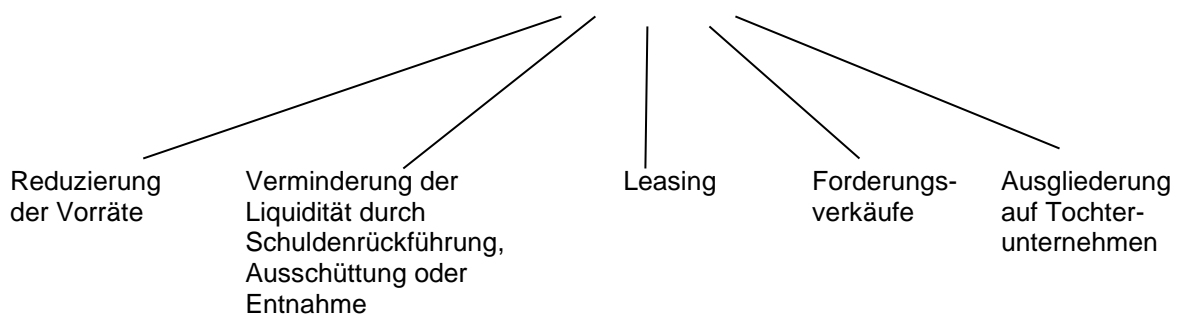 Reduzierung
der Vorräte
Verminderung der
Liquidität durch
Schuldenrückführung,
Ausschüttung oder
Entnahme
Leasing
Forderungs-
verkäufe
Ausgliederung
auf Tochter-
unternehmen